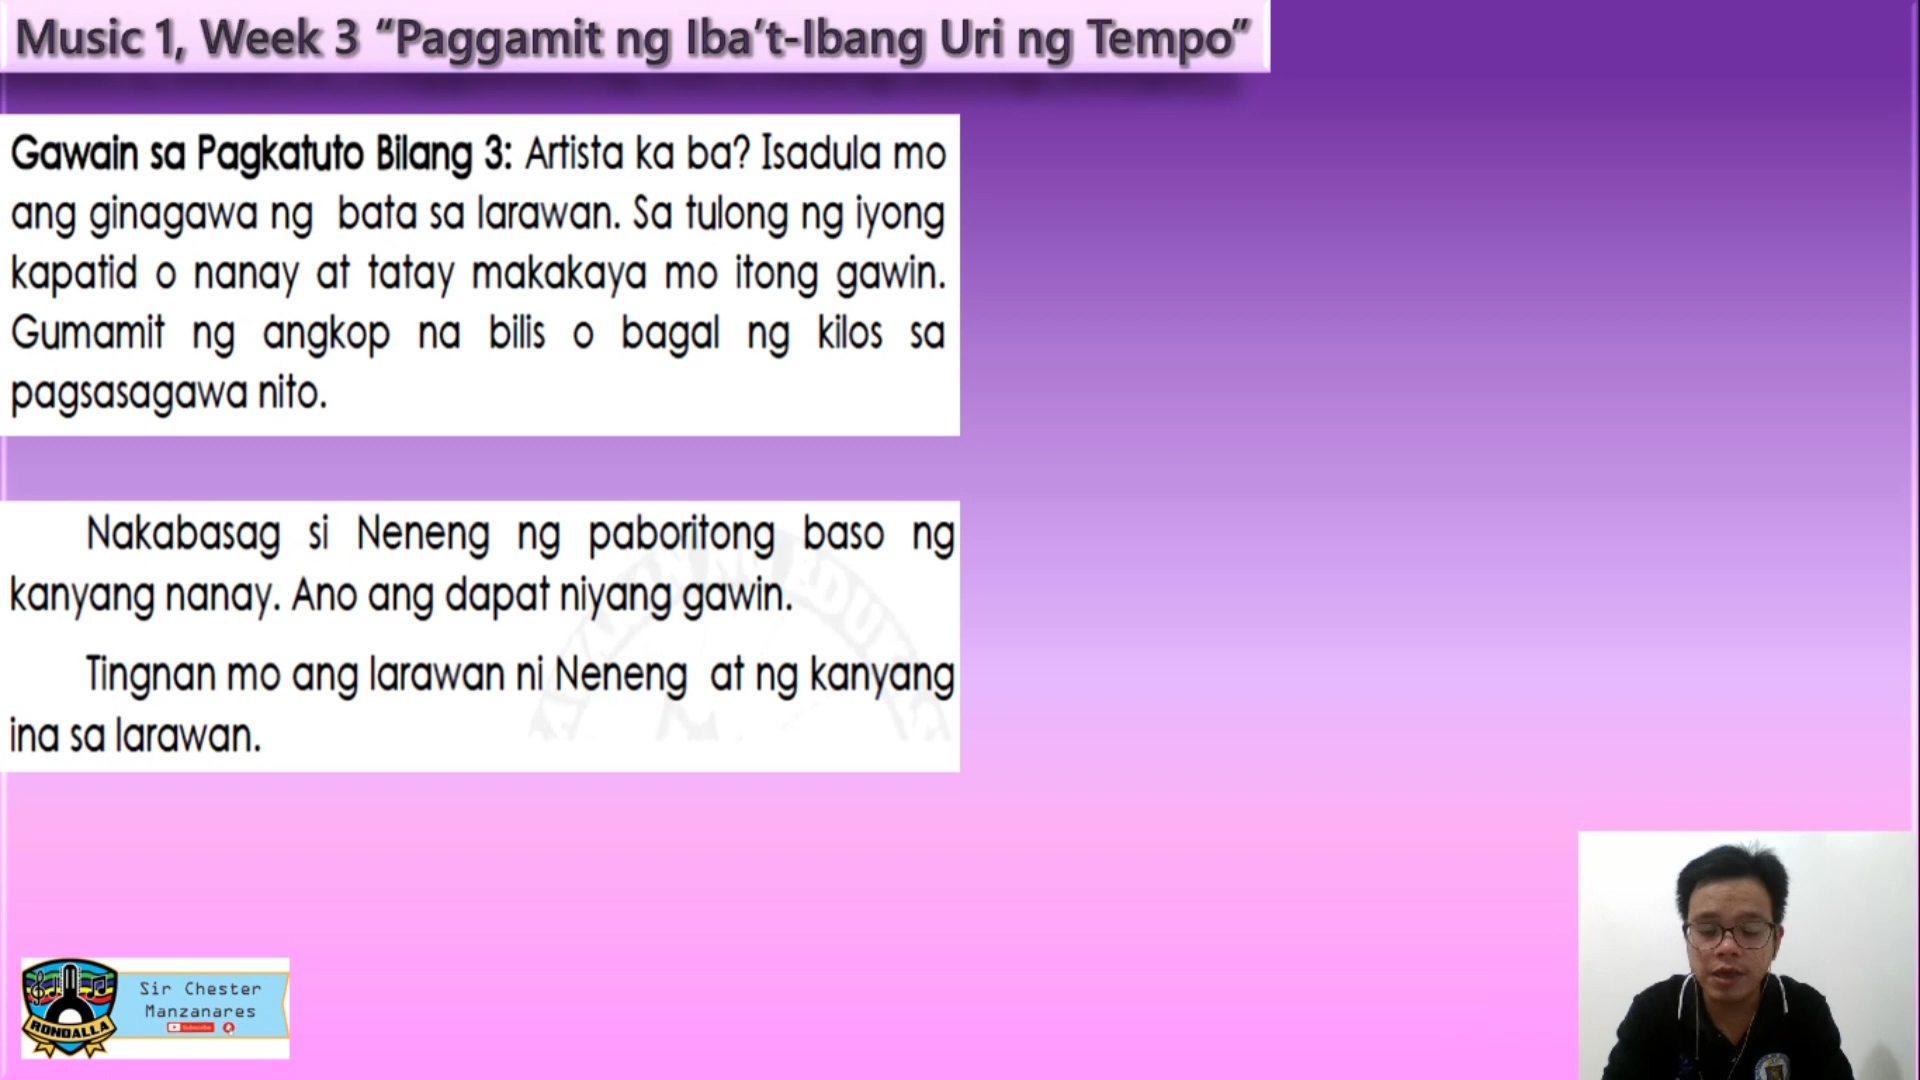 Music 1, Week 3 “Paggamit ng Iba’t-Ibang Uri ng Tempo”
Gawain sa Pagkatuto Bilang 3: Artista ka ba? Isadula mo
ang ginagawa ng bata sa larawan. Sa tulong ng iyong
kapatid o nanay at tatay makakaya mo itong gawin.
Gumamit ng angkop na bilis o bagal ng kilos sa
pagsasagawa nito.
Nakabasag si Neneng ng paboritong baso ng
kanyang nanay. Ano ang dapat niyang gawin.
Tingnan mo ang larawan ni Neneng at ng kanyang
ina sa larawan.
Sir Chester
Manzanares
Subscribe
RONDALLA